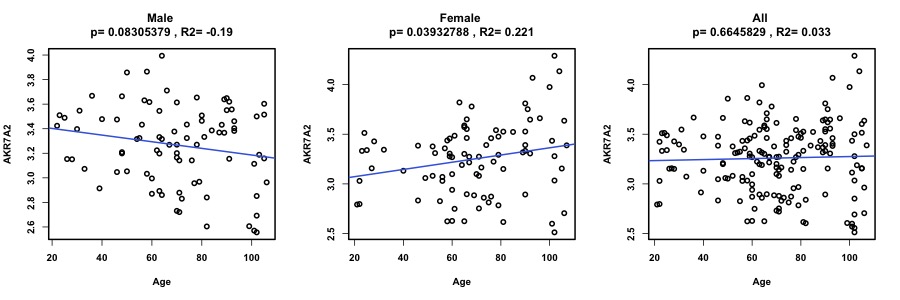 Male
p= 0.08305379 , R2= -0.19
AKR7A2
4.0
3.8
3.6
3.4
3.2
3.0
2.8
2.6
20 40 60 80 100
Age
Female
p= 0.03932788 , R2= 0.221
AKR7A2
4.0
3.5
3.0
2.5
20 40 60 80 100
Age
All
p= 0.6645829 , R2= 0.033
AKR7A2
4.0
3.5
3.0
2.5
20 40 60 80 100
Age